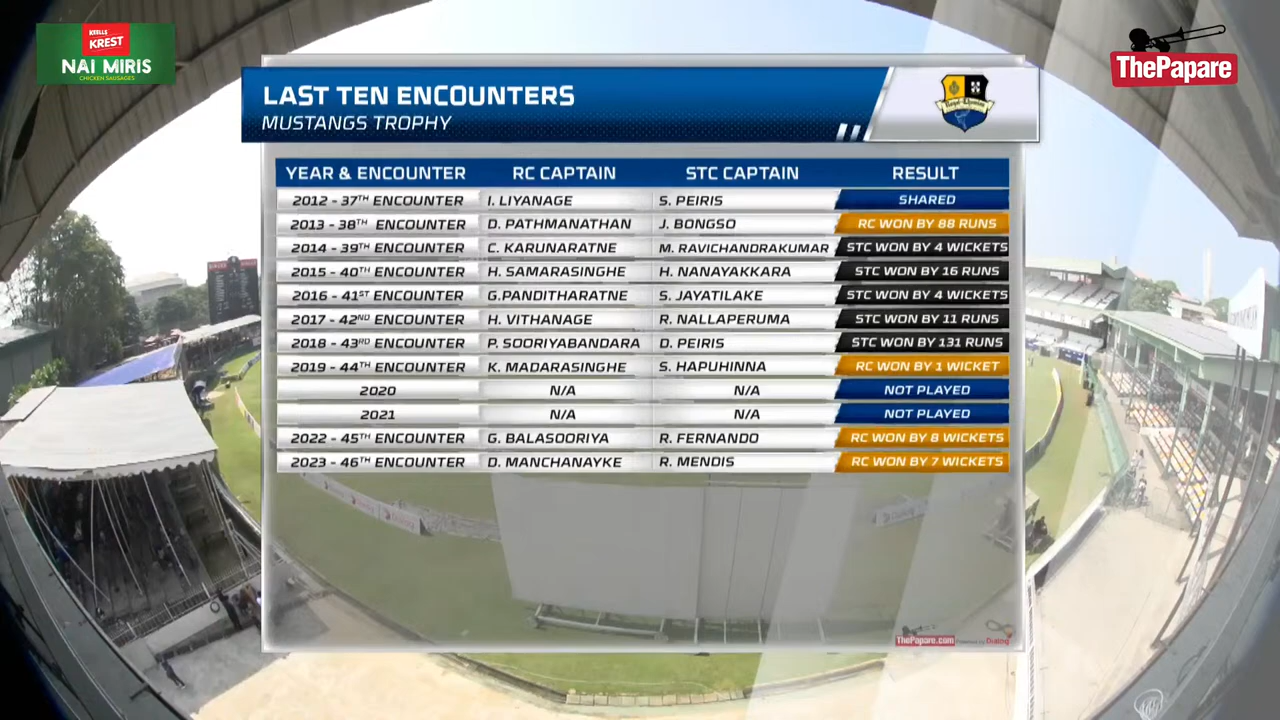 KEELLS
KREST
NAI MIRIS
CHICKEN SAUSAGES
ThePapare
LAST TEN ENCOUNTERS
MUSTANGS TROPHY
YEAR & ENCOUNTER RC CAPTAIN STC CAPTAIN RESULT
2012 - 37TH ENCOUNTER I. LIYANAGE S. PEIRIS SHARED
2013 - 38TH ENCOUNTER D. PATHMANATHAN J. BONGSO RC WON BY 88 RUNS
2014 - 39TH ENCOUNTER C. KARUNARATNE M. RAVICHANDRAKUMAR STC WON BY 4 WICKETS
2015 - 40TH ENCOUNTER H. SAMARASINGHE H. NANAYAKKARA STC WON BY 16 RUNS
2016 - 41ST ENCOUNTER G.PANDITHARATNE S. JAYATILAKE STC WON BY 4 WICKETS
2017 - 42ND ENCOUNTER H. VITHANAGE R. NALLAPERUMA STC WON BY 11 RUNS
2018 - 43RD ENCOUNTER P. SOORIYABANDARA D. PEIRIS STC WON BY 131 RUNS
2019 - 44TH ENCOUNTER K. MADARASINGHE S. HAPUHINNA RC WON BY 1 WICKET
2020 N/A N/A NOT PLAYED
2021 N/A N/A NOT PLAYED
2022 - 45TH ENCOUNTER G. BALASOORIYA R. FERNANDO RC WON BY 8 WICKETS
2023 - 46TH ENCOUNTER D. MANCHANAYKE R. MENDIS RC WON BY 7 WICKETS
Dialog
ThePapare.com Powered by Dialog